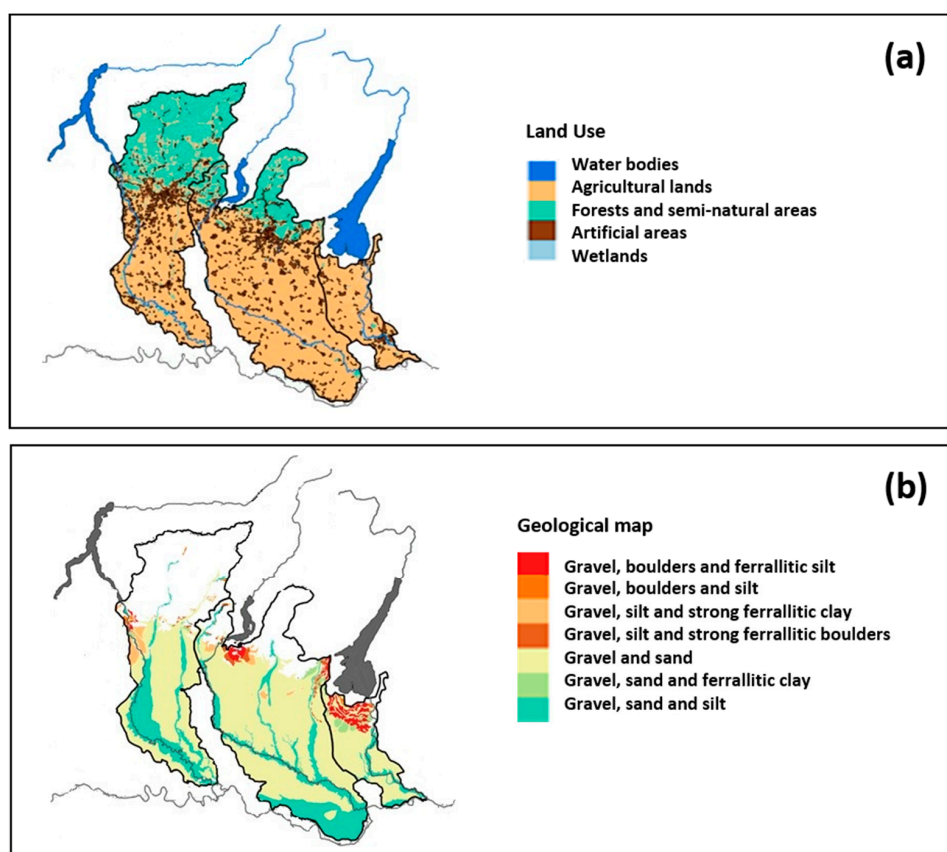 (a)
Land Use
Water bodies
Agricultural lands
Forests and semi-natural areas
Artificial areas
Wetlands
(b)
Geological map
Gravel, boulders and ferrallitic silt
Gravel, boulders and silt
Gravel, silt and strong ferrallitic clay
Gravel, silt and strong ferrallitic boulders
Gravel and sand
Gravel, sand and ferrallitic clay
Gravel, sand and silt